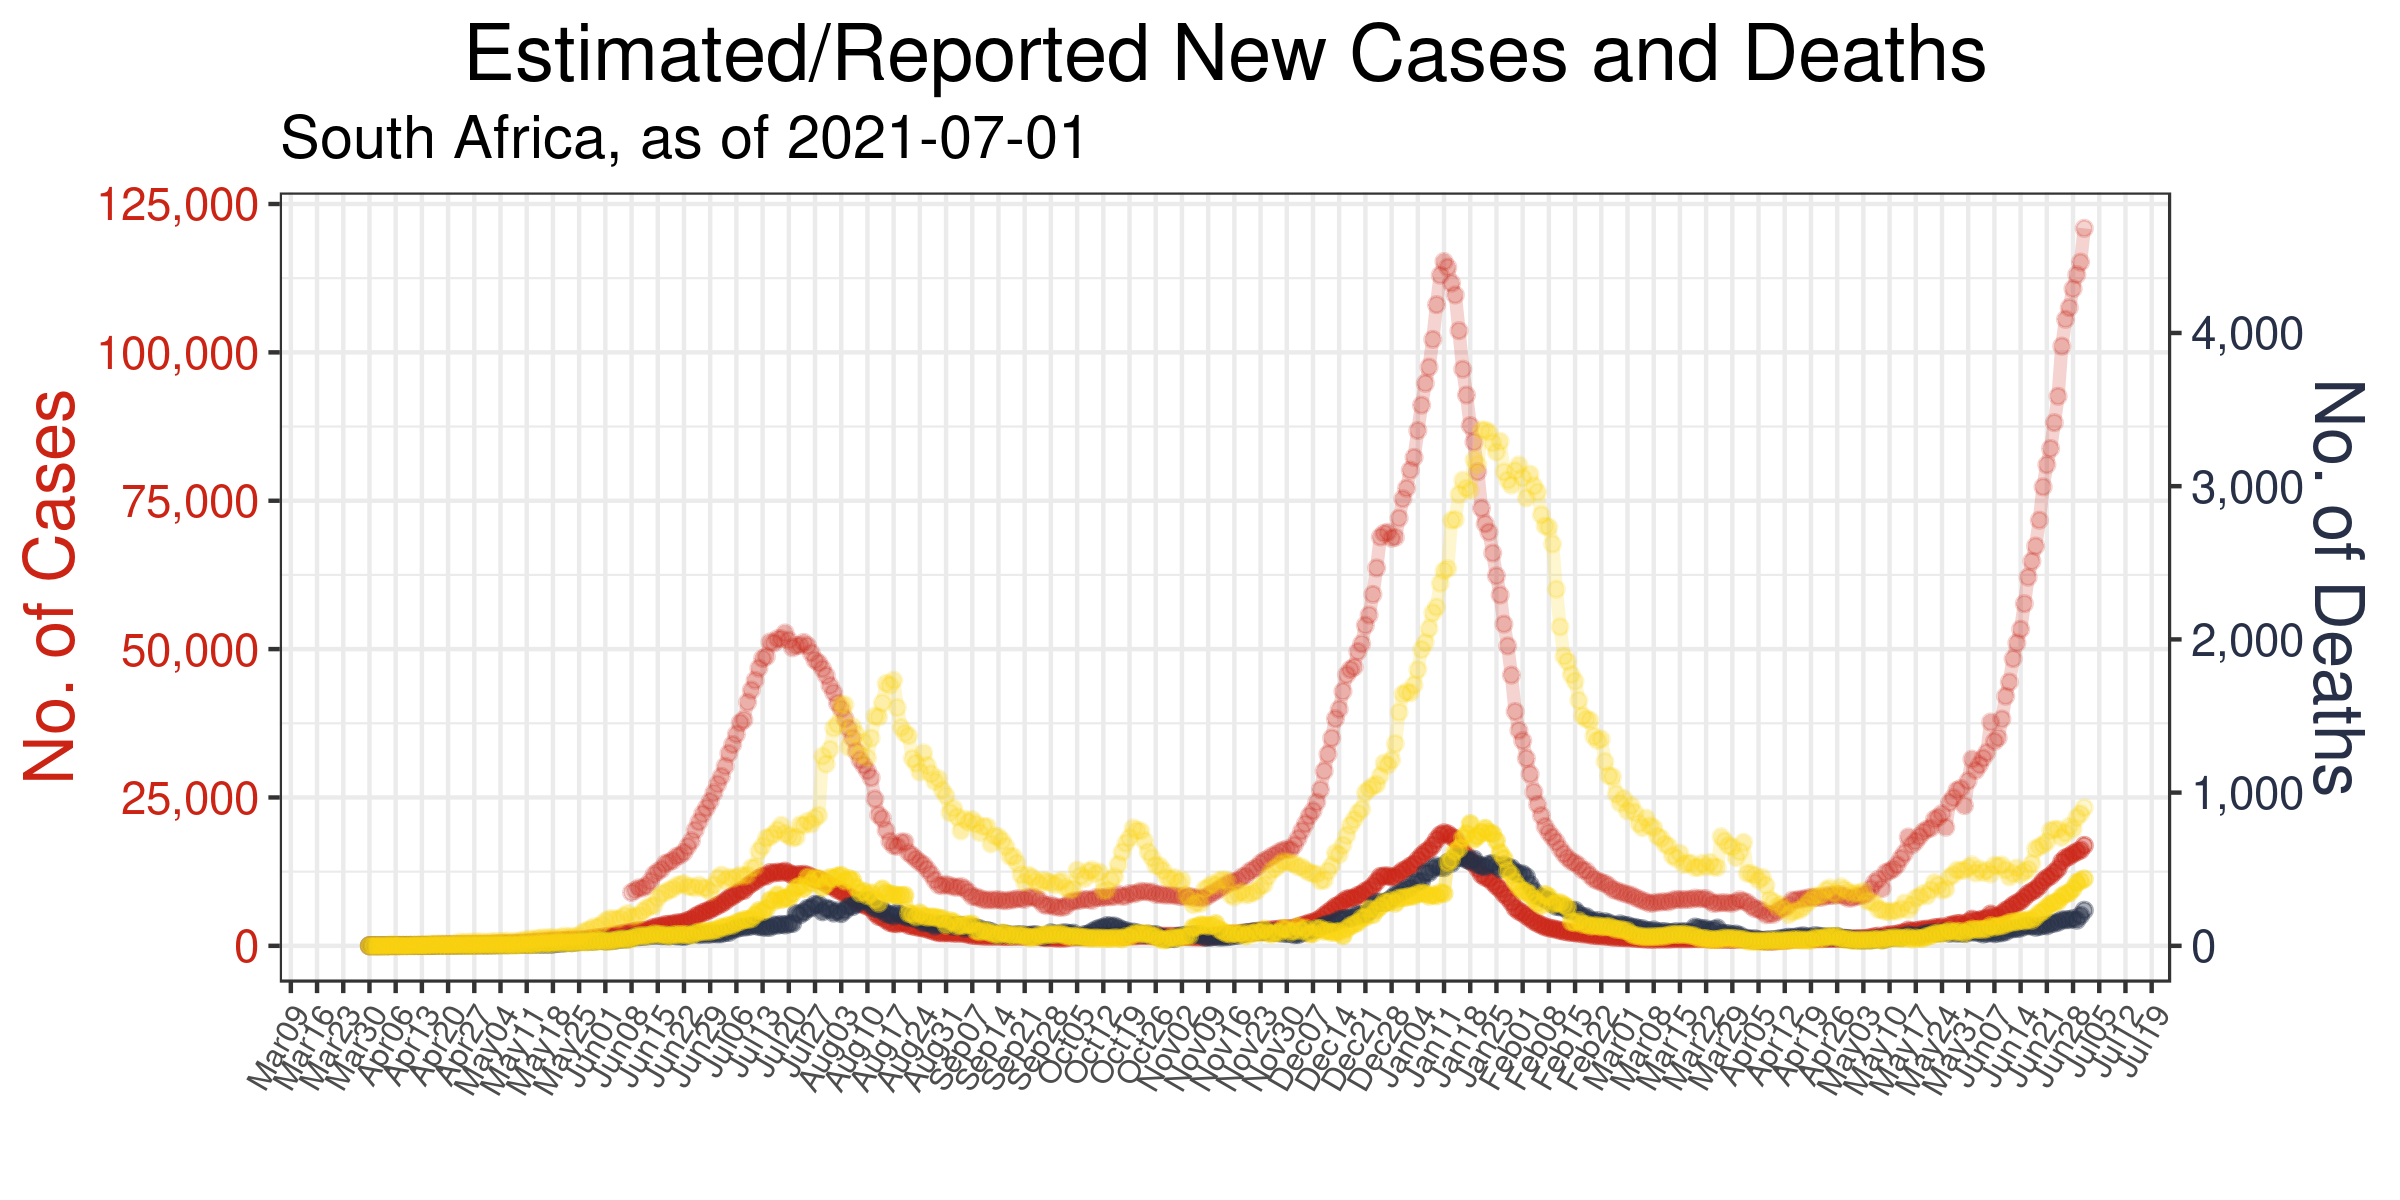 Estimated/Reported New Cases and Deaths
South Africa, as of 2021-07-01
No. of Cases
125,000
100,000
75,000
50,000
25,000
0
4,000
3,000
2,000
1,000
0
No. of Deaths
Mar09
Mar16
Mar23
Mar30
Apr06
Apr13
Apr20
Apr27
May04
May11
May18
May25
Jun01
Jun08
Jun15
Jun22
Jun29
Jul06
Jul13
Jul20
Jul27
Aug03
Aug10
Aug17
Aug24
Aug31
Sep07
Sep14
Sep21
Sep28
Oct05
Oct12
Oct19
Oct26
Nov02
Nov09
Nov16
Nov23
Nov30
Dec07
Dec14
Dec21
Dec28
Jan04
Jan11
Jan18
Jan25
Feb01
Feb08
Feb15
Feb22
Mar01
Mar08
Mar15
Mar22
Mar29
Apr05
Apr12
Apr19
Apr26
May03
May10
May17
May24
May31
Jun07
Jun14
Jun21
Jun28
Jul05
Jul12
Jul19